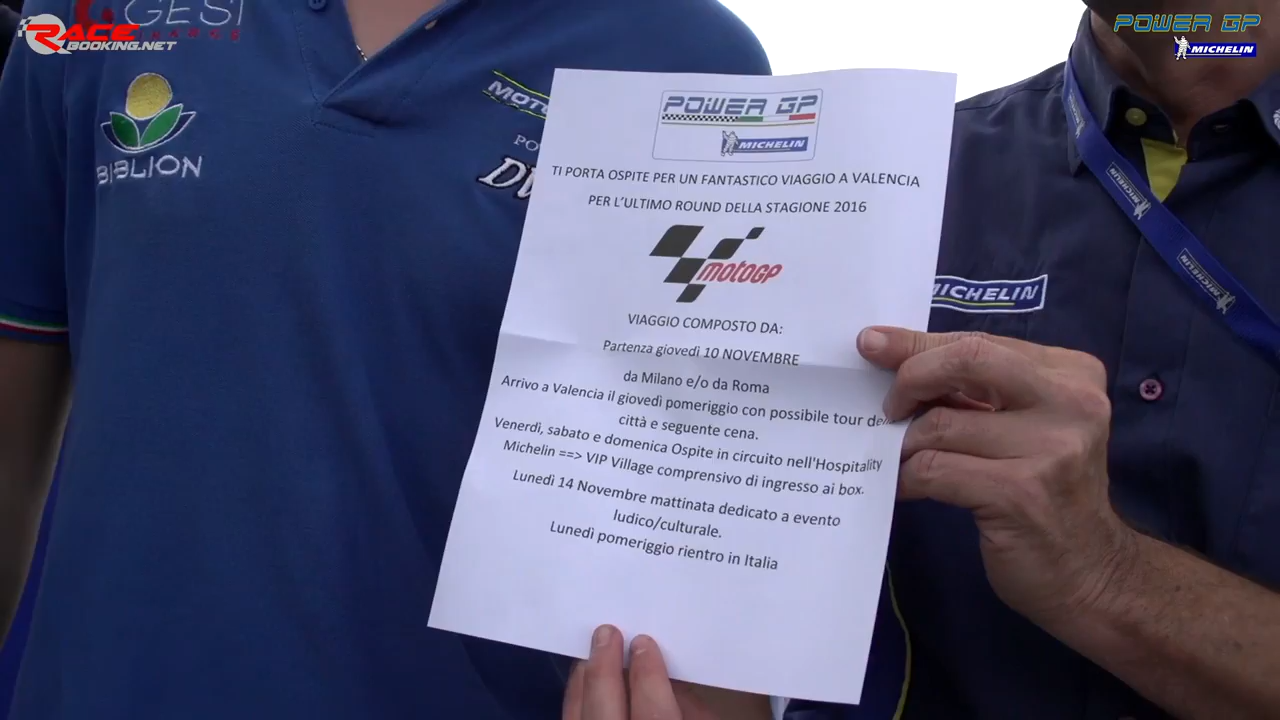 RACE
BOOKING.NET
GESI
BIBLION
POWER GP
MICHELIN
POWER GP
MICHELIN
TI PORTA OSPITE PER UN FANTASTICO VIAGGIO A VALENCIA
PER L'ULTIMO ROUND DELLA STAGIONE 2016
motoGP
VIAGGIO COMPOSTO DA:
Partenza giovedì 10 NOVEMBRE
da Milano e/o da Roma
Arrivo a Valencia il giovedì pomeriggio con possibile tour
città e seguente cena.
Venerdì, sabato e domenica Ospite in circuito nell'Hospitality
Michelin ==> VIP Village comprensivo di ingresso ai box.
Lunedì 14 Novembre mattinata dedicato a evento
ludico/culturale.
Lunedì pomeriggio rientro in Italia
MICHELIN
MICHELIN
MICHELIN